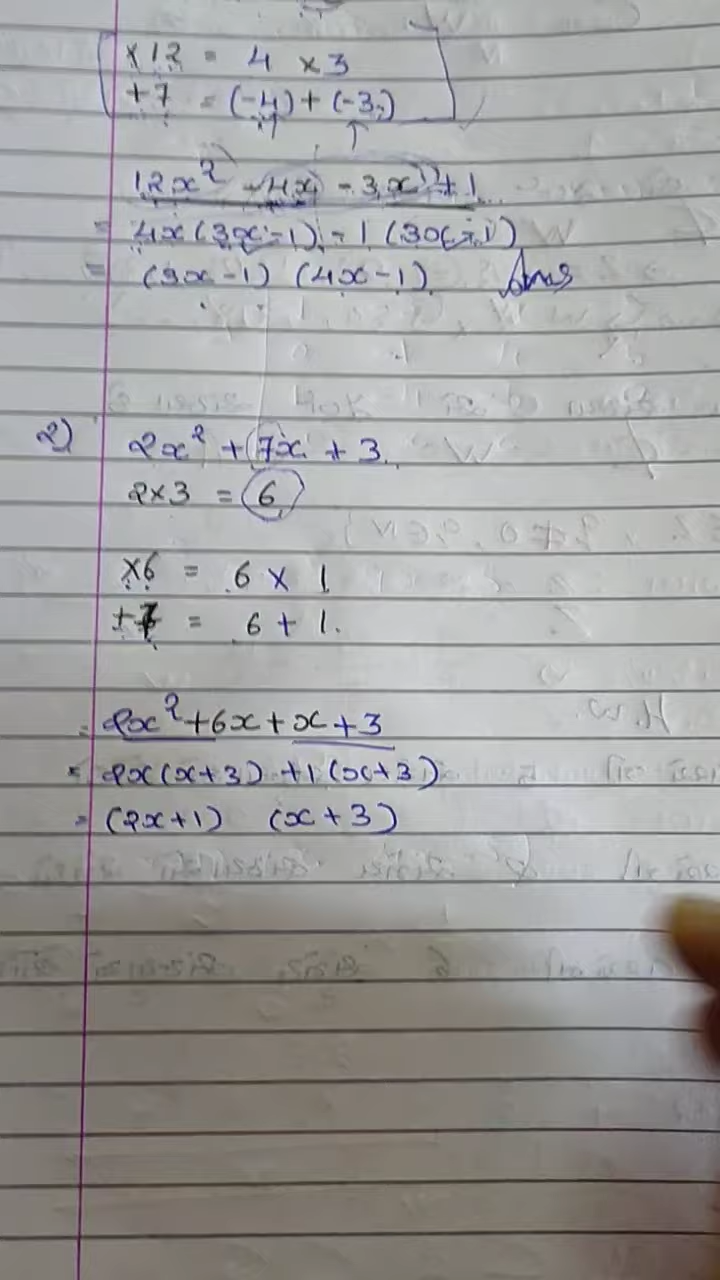 ×12 = 4 × 3
+7 = (-4) + (-3)
12x² - 4x - 3x + 1
= 4x(3x-1) - 1(3x-1)
= (3x-1) (4x-1) Ans
2) 2x² + 7x + 3
2×3 = 6
×6 = 6 × 1
+7 = 6 + 1.
= 2x² + 6x + x + 3
= 2x(x+3) + 1(x+3)
= (2x+1) (x+3)